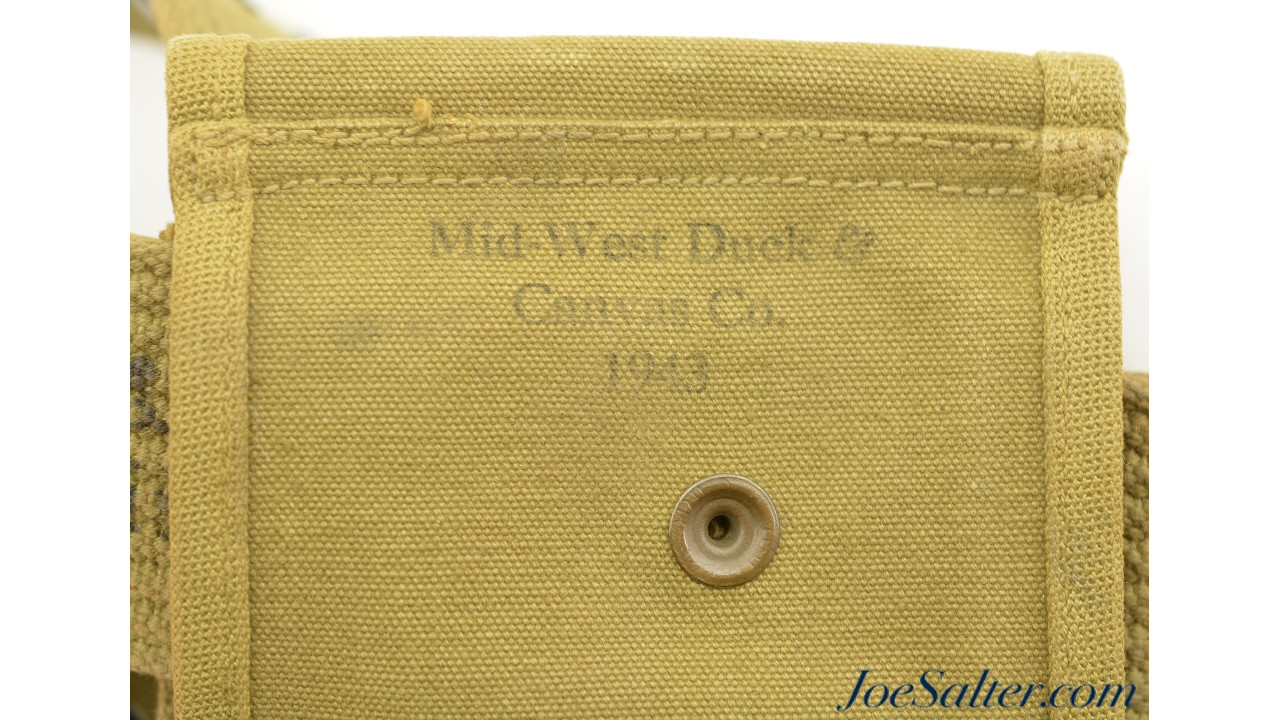 Mid-West Duck &
Canvas Co.
1943
JoeSalter.com